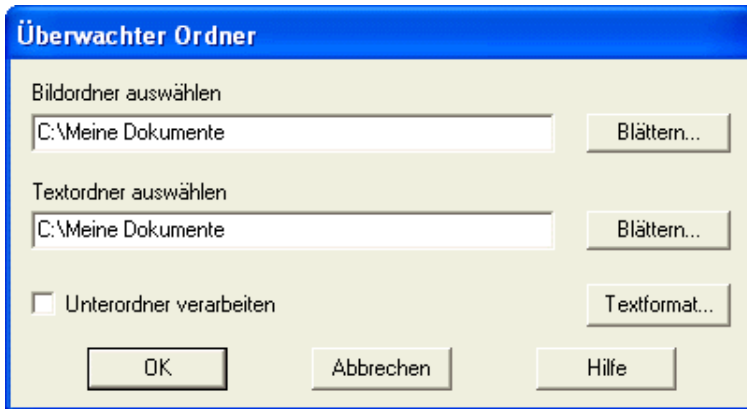 Überwachter Ordner
Bildordner auswählen
C:\Meine Dokumente
Blättern...
Textordner auswählen
C:\Meine Dokumente
Blättern...
Unterordner verarbeiten
Textformat...
OK
Abbrechen
Hilfe